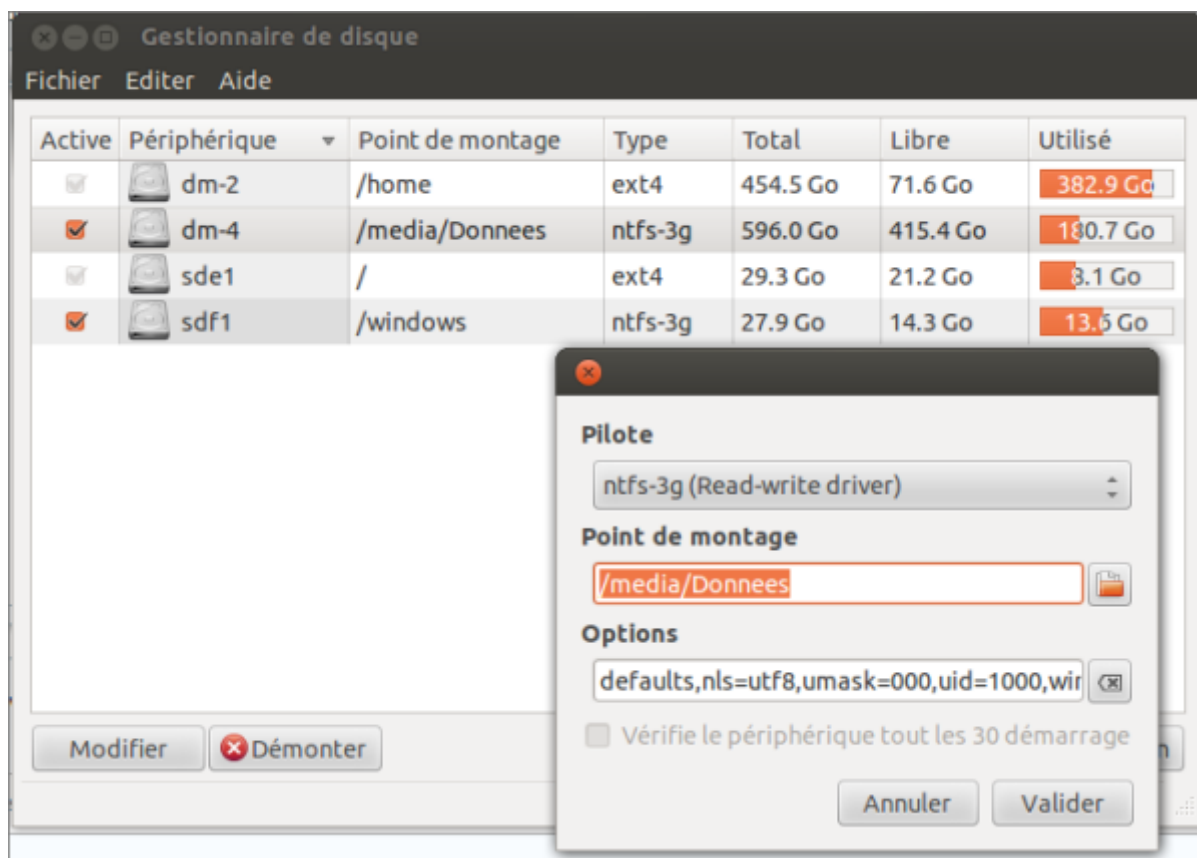 Gestionnaire de disque
Fichier Editer Aide
Active Périphérique Point de montage Type Total Libre Utilisé
dm-2 /home ext4 454.5 Go 71.6 Go 382.9 Go
dm-4 /media/Donnees ntfs-3g 596.0 Go 415.4 Go 180.7 Go
sde1 / ext4 29.3 Go 21.2 Go 8.1 Go
sdf1 /windows ntfs-3g 27.9 Go 14.3 Go 13.6 Go
Pilote
ntfs-3g (Read-write driver)
Point de montage
/media/Donnees
Options
defaults,nls=utf8,umask=000,uid=1000,wir
Vérifie le périphérique tout les 30 démarrage
Modifier Démonter
Annuler Valider